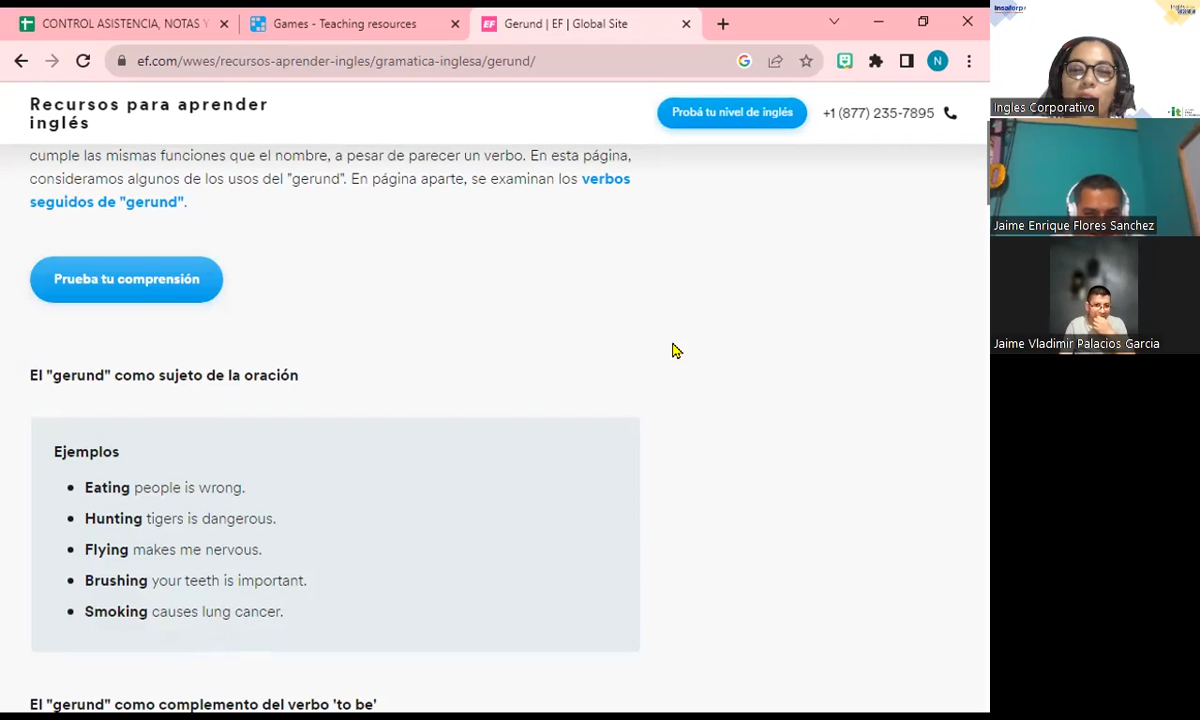 CONTROL ASISTENCIA, NOTAS Y
Games - Teaching resources
EF Gerund | EF | Global Site
ef.com/wwes/recursos-aprender-ingles/gramatica-inglesa/gerund/
N
Recursos para aprender
inglés
Probá tu nivel de inglés
+1 (877) 235-7895
cumple las mismas funciones que el nombre, a pesar de parecer un verbo. En esta página,
consideramos algunos de los usos del "gerund". En página aparte, se examinan los verbos
seguidos de "gerund".
Prueba tu comprensión
El "gerund" como sujeto de la oración
Ejemplos
Eating people is wrong.
Hunting tigers is dangerous.
Flying makes me nervous.
Brushing your teeth is important.
Smoking causes lung cancer.
El "gerund" como complemento del verbo 'to be'
Insaforp
Ingles Corporativo
Jaime Enrique Flores Sanchez
Jaime Vladimir Palacios Garcia